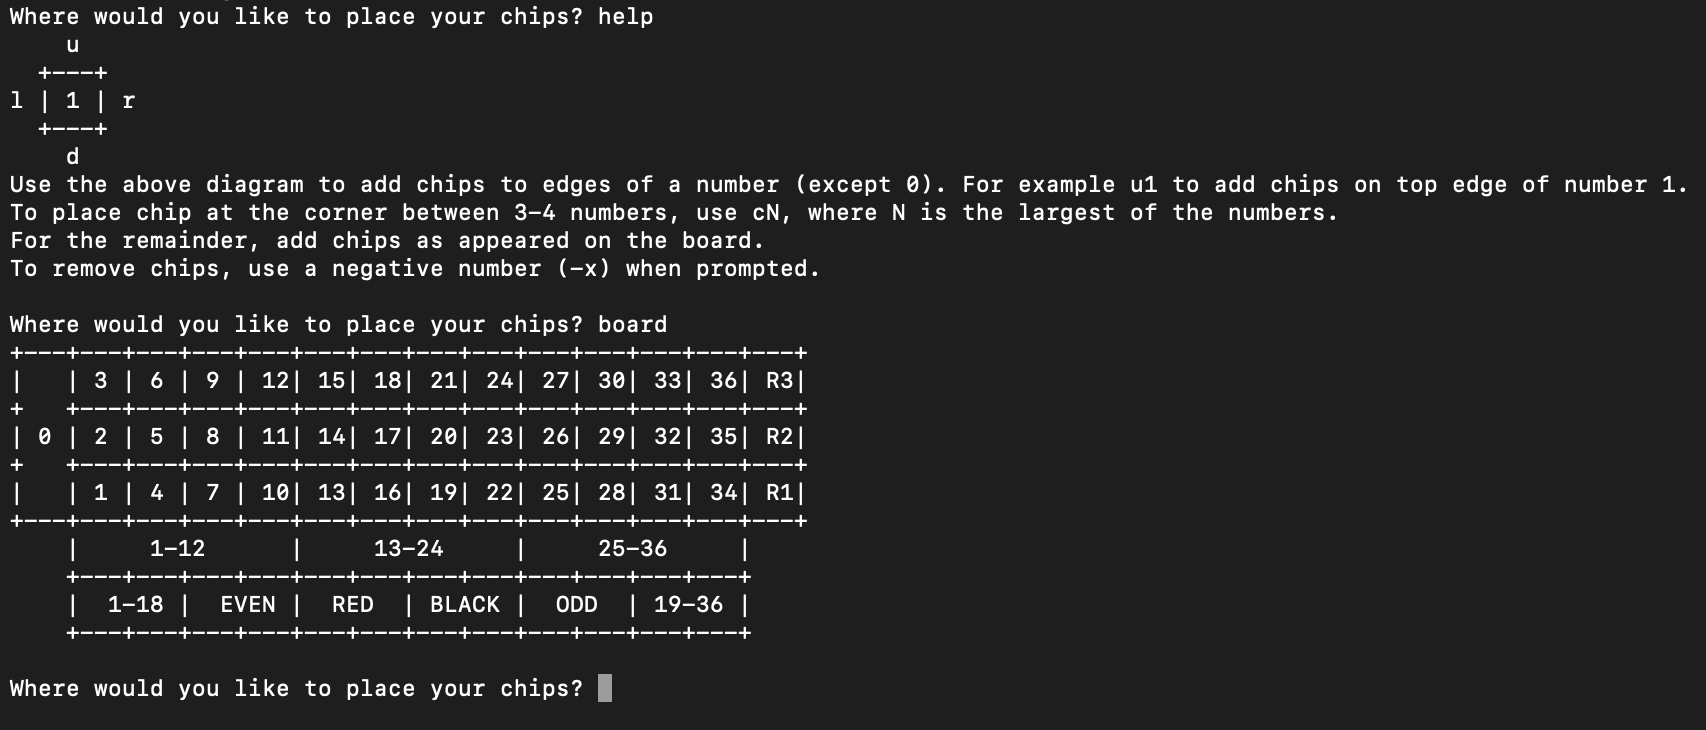 Where would you like to place your chips? help
    u
  +---+
l | 1 | r
  +---+
    d
Use the above diagram to add chips to edges of a number (except 0). For example u1 to add chips on top edge of number 1.
To place chip at the corner between 3-4 numbers, use cN, where N is the largest of the numbers.
For the remainder, add chips as appeared on the board.
To remove chips, use a negative number (-x) when prompted.

Where would you like to place your chips? board
+---+---+---+---+---+---+---+---+---+---+---+---+---+---+
|   | 3 | 6 | 9 | 12| 15| 18| 21| 24| 27| 30| 33| 36| R3|
+   +---+---+---+---+---+---+---+---+---+---+---+---+---+
| 0 | 2 | 5 | 8 | 11| 14| 17| 20| 23| 26| 29| 32| 35| R2|
+   +---+---+---+---+---+---+---+---+---+---+---+---+---+
|   | 1 | 4 | 7 | 10| 13| 16| 19| 22| 25| 28| 31| 34| R1|
+---+---+---+---+---+---+---+---+---+---+---+---+---+---+
    |     1-12      |     13-24     |     25-36     |
    +---+---+---+---+---+---+---+---+---+---+---+---+
    |  1-18 |  EVEN |  RED  | BLACK |  ODD  | 19-36 |
    +---+---+---+---+---+---+---+---+---+---+---+---+

Where would you like to place your chips?